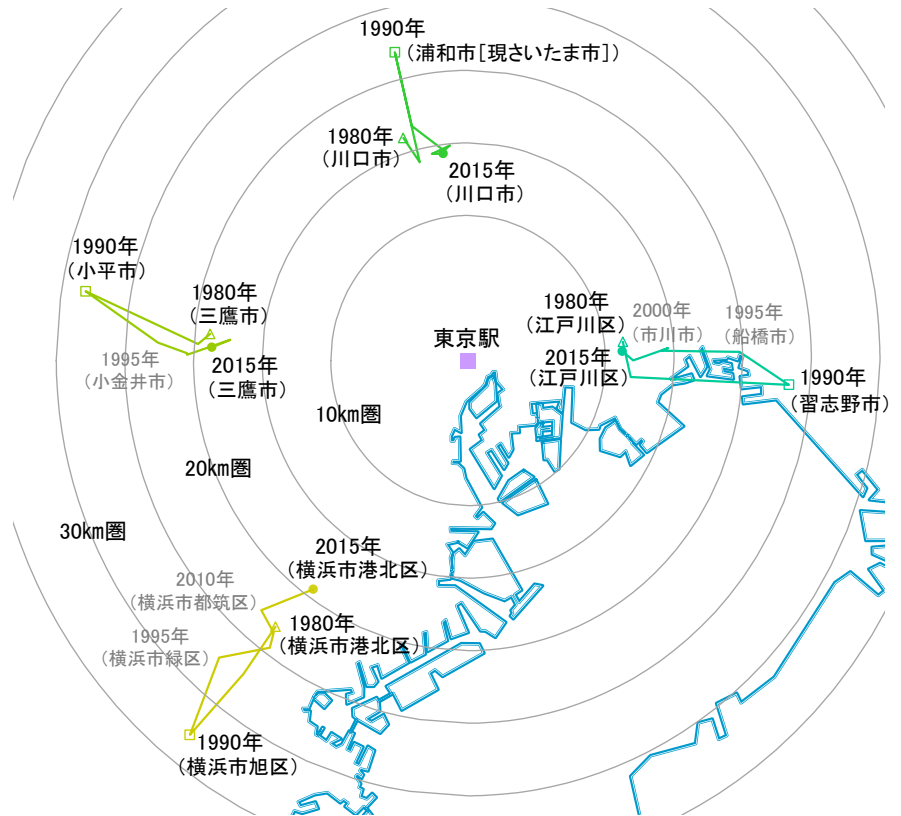 1990年
（浦和市[現さいたま市]）
1980年
（川口市）
2015年
（川口市）
1990年
（小平市）
1980年
（三鷹市）
2015年
（三鷹市）
1995年
（小金井市）
東京駅
1980年
（江戸川区）
2015年
（江戸川区）
2000年
（市川市）
1995年
（船橋市）
1990年
（習志野市）
10km圏
20km圏
30km圏
2015年
（横浜市港北区）
2010年
（横浜市都筑区）
1980年
（横浜市港北区）
1995年
（横浜市緑区）
1990年
（横浜市旭区）